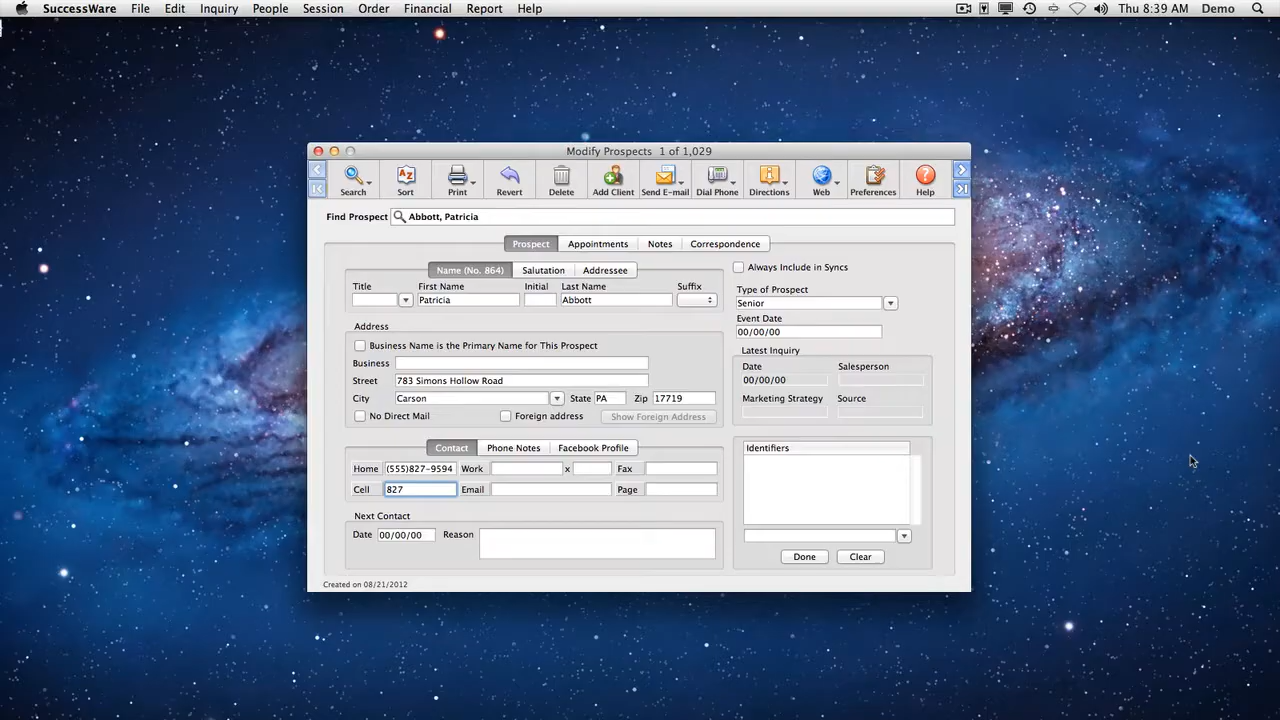 SuccessWare File Edit Inquiry People Session Order Financial Report Help Thu 8:39 AM Demo
Modify Prospects 1 of 1,029
Search Sort Print Revert Delete Add Client Send E-mail Dial Phone Directions Web Preferences Help
Find Prospect Abbott, Patricia
Prospect Appointments Notes Correspondence
Name (No. 864) Salutation Addressee
Title First Name Initial Last Name Suffix
Patricia Abbott
Address
Business Name is the Primary Name for This Prospect
Business
Street 783 Simons Hollow Road
City Carson State PA Zip 17719
No Direct Mail Foreign address Show Foreign Address
Contact Phone Notes Facebook Profile
Home (555)827-9594 Work x Fax
Cell 827 Email Page
Next Contact
Date 00/00/00 Reason
Created on 08/21/2012
Always Include in Syncs
Type of Prospect
Senior
Event Date
00/00/00
Latest Inquiry
Date Salesperson
00/00/00
Marketing Strategy Source
Identifiers
Done Clear